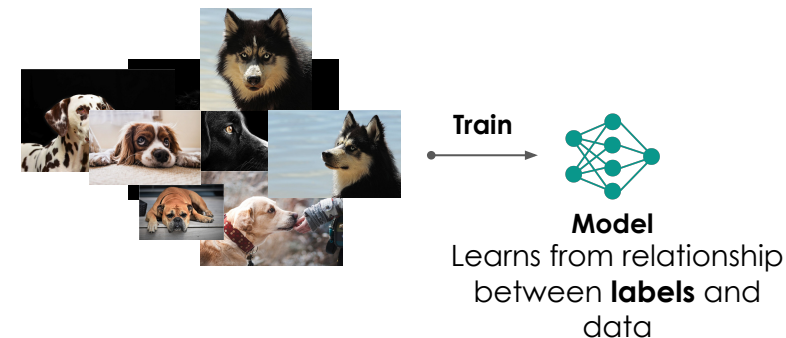 Train
Model
Learns from relationship
between labels and
data